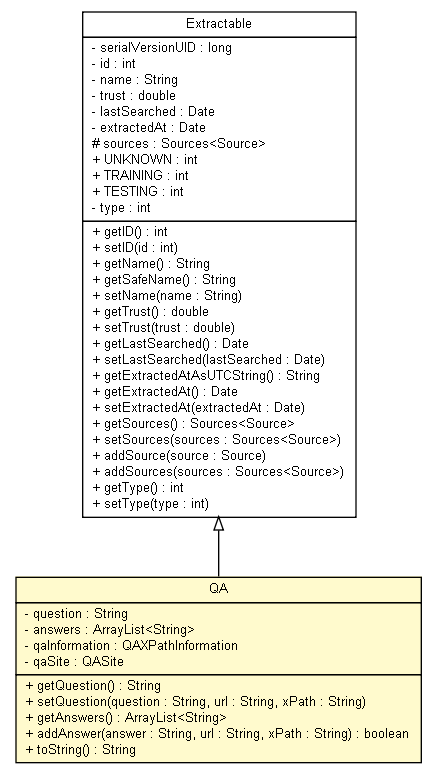 Extractable
- serialVersionUID : long
- id : int
- name : String
- trust : double
- lastSearched : Date
- extractedAt : Date
# sources : Sources<Source>
+ UNKNOWN : int
+ TRAINING : int
+ TESTING : int
- type : int
+ getID() : int
+ setID(id : int)
+ getName() : String
+ getSafeName() : String
+ setName(name : String)
+ getTrust() : double
+ setTrust(trust : double)
+ getLastSearched() : Date
+ setLastSearched(lastSearched : Date)
+ getExtractedAtAsUTCString() : String
+ getExtractedAt() : Date
+ setExtractedAt(extractedAt : Date)
+ getSources() : Sources<Source>
+ setSources(sources : Sources<Source>)
+ addSource(source : Source)
+ addSources(sources : Sources<Source>)
+ getType() : int
+ setType(type : int)
QA
- question : String
- answers : ArrayList<String>
- qaInformation : QAXPathInformation
- qaSite : QASite
+ getQuestion() : String
+ setQuestion(question : String, url : String, xPath : String)
+ getAnswers() : ArrayList<String>
+ addAnswer(answer : String, url : String, xPath : String) : boolean
+ toString() : String